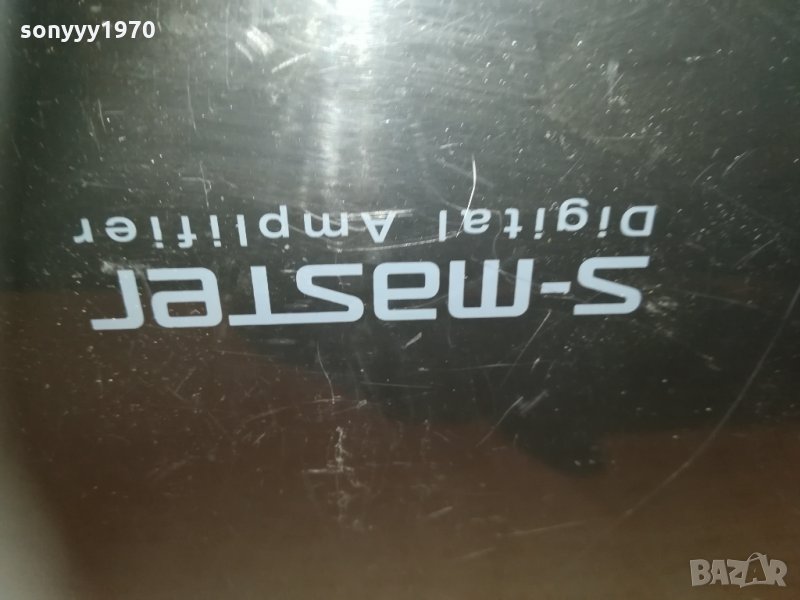 sonyyy1970
s-master
Digital Amplifier
BAZAR